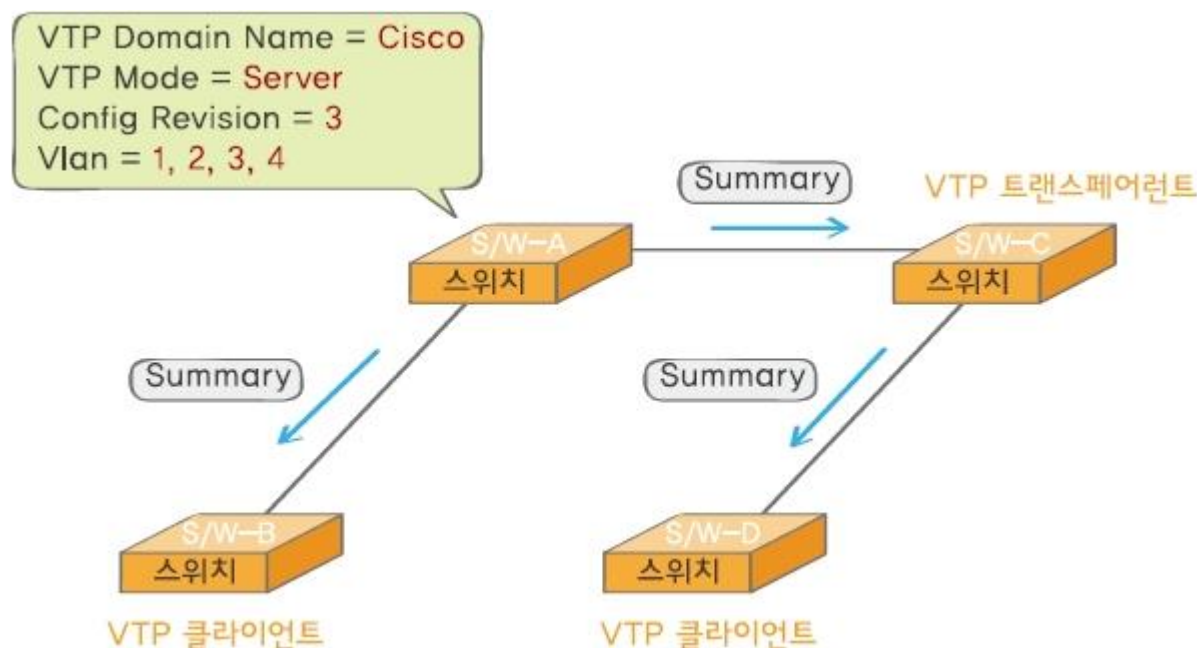 VTP Domain Name = Cisco
VTP Mode = Server
Config Revision = 3
Vlan = 1, 2, 3, 4
Summary
VTP 트랜스페어런트
S/W-A
스위치
S/W-C
스위치
Summary
Summary
S/W-B
스위치
S/W-D
스위치
VTP 클라이언트
VTP 클라이언트